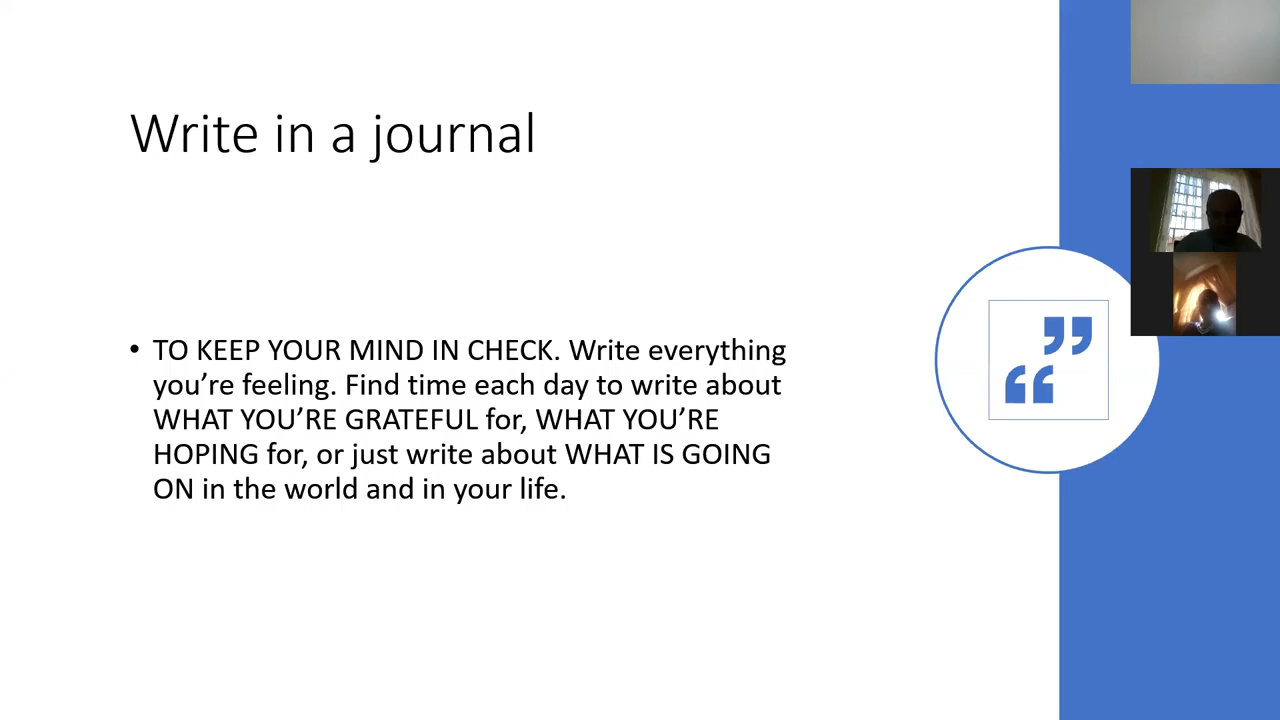 Write in a journal
• TO KEEP YOUR MIND IN CHECK. Write everything
you’re feeling. Find time each day to write about
WHAT YOU’RE GRATEFUL for, WHAT YOU’RE
HOPING for, or just write about WHAT IS GOING
ON in the world and in your life.